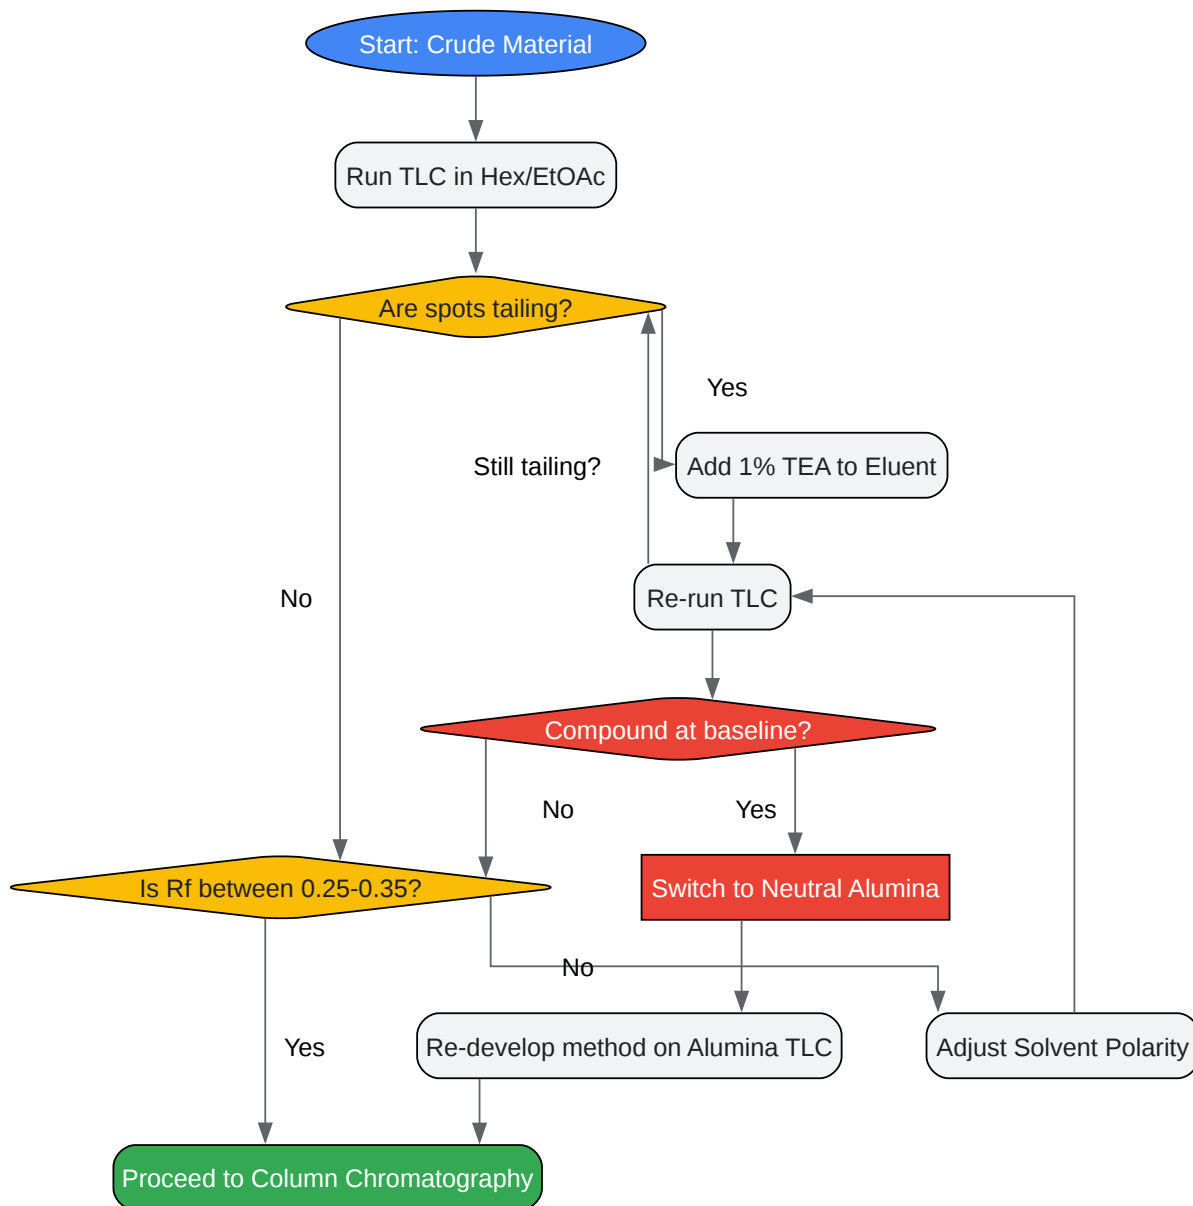 Start: Crude Material
Run TLC in Hex/EtOAc
Are spots tailing?
Yes
Still tailing?
Add 1% TEA to Eluent
No
Re-run TLC
Compound at baseline?
No
Yes
Is Rf between 0.25-0.35?
Switch to Neutral Alumina
No
Yes
Re-develop method on Alumina TLC
Adjust Solvent Polarity
Proceed to Column Chromatography